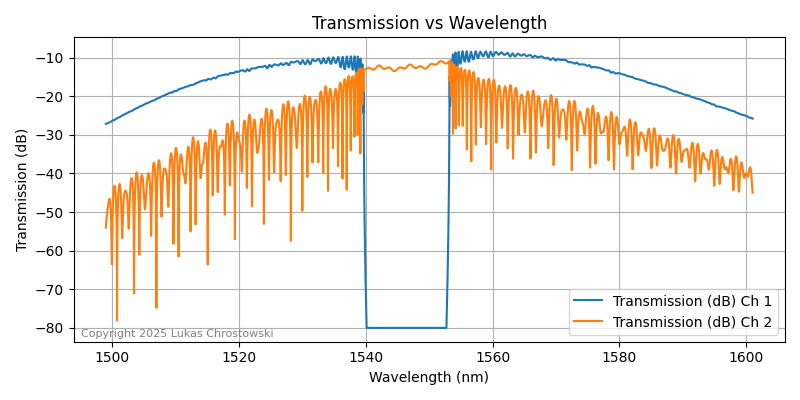 Transmission vs Wavelength
Transmission (dB)
−10
−20
−30
−40
−50
−60
−70
−80
Copyright 2025 Lukas Chrostowski
Transmission (dB) Ch 1
Transmission (dB) Ch 2
1500 1520 1540 1560 1580 1600
Wavelength (nm)